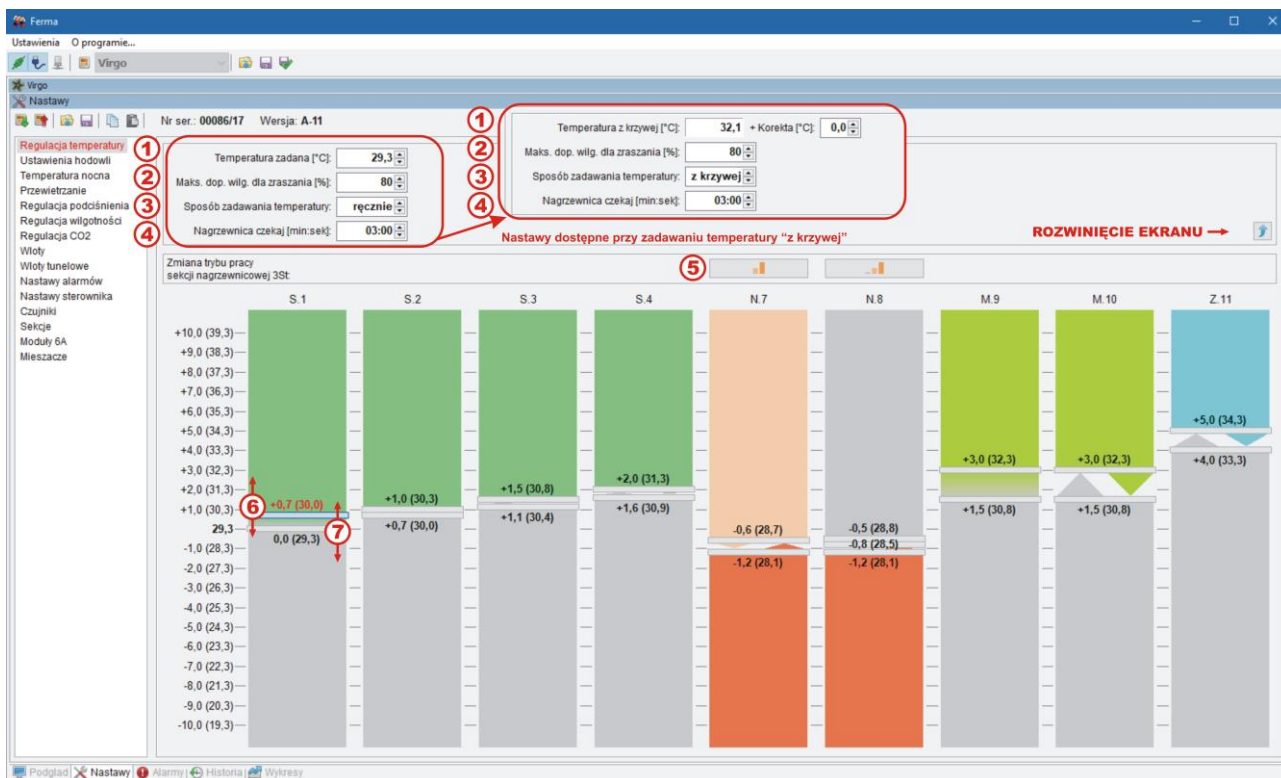 Ferma
Ustawienia O programie...
Virgo
Virgo
Nastawy
Nr ser.: 00086/17 Wersja: A-11
Regulacja temperatury
Ustawienia hodowli
Temperatura nocna
Przewietrzanie
Regulacja podciśnienia
Regulacja wilgotności
Regulacja CO2
Wloty
Wloty tunelowe
Nastawy alarmów
Nastawy sterownika
Czujniki
Sekcje
Moduły 6A
Mieszacze
1 Temperatura zadana [°C]: 29,3
2 Maks. dop. wilg. dla zraszania [%]: 80
3 Sposób zadawania temperatury: ręcznie
4 Nagrzewnica czekaj [min:sek]: 03:00
1 Temperatura z krzywej [°C]: 32,1 + Korekta [°C]: 0,0
2 Maks. dop. wilg. dla zraszania [%]: 80
3 Sposób zadawania temperatury: z krzywej
4 Nagrzewnica czekaj [min:sek]: 03:00
Nastawy dostępne przy zadawaniu temperatury “z krzywej”
ROZWINIĘCIE EKRANU
Zmiana trybu pracy
sekcji nagrzewnicowej 3St:
5
S.1 S.2 S.3 S.4 N.7 N.8 M.9 M.10 Z.11
+10,0 (39,3)
+9,0 (38,3)
+8,0 (37,3)
+7,0 (36,3)
+6,0 (35,3)
+5,0 (34,3)
+4,0 (33,3)
+3,0 (32,3)
+2,0 (31,3)
+1,0 (30,3)
29,3
-1,0 (28,3)
-2,0 (27,3)
-3,0 (26,3)
-4,0 (25,3)
-5,0 (24,3)
-6,0 (23,3)
-7,0 (22,3)
-8,0 (21,3)
-9,0 (20,3)
-10,0 (19,3)
6
+0,7 (30,0)
7
0,0 (29,3)
+1,0 (30,3)
+0,7 (30,0)
+1,5 (30,8)
+1,1 (30,4)
+2,0 (31,3)
+1,6 (30,9)
-0,6 (28,7)
-1,2 (28,1)
-0,5 (28,8)
-0,8 (28,5)
-1,2 (28,1)
+3,0 (32,3)
+1,5 (30,8)
+3,0 (32,3)
+1,5 (30,8)
+5,0 (34,3)
+4,0 (33,3)
Podgląd Nastawy Alarmy Historia Wykresy